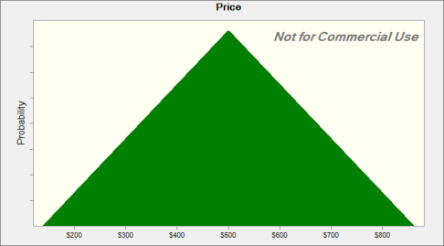 Price
Not for Commercial Use
Probability
$200 $300 $400 $500 $600 $700 $800